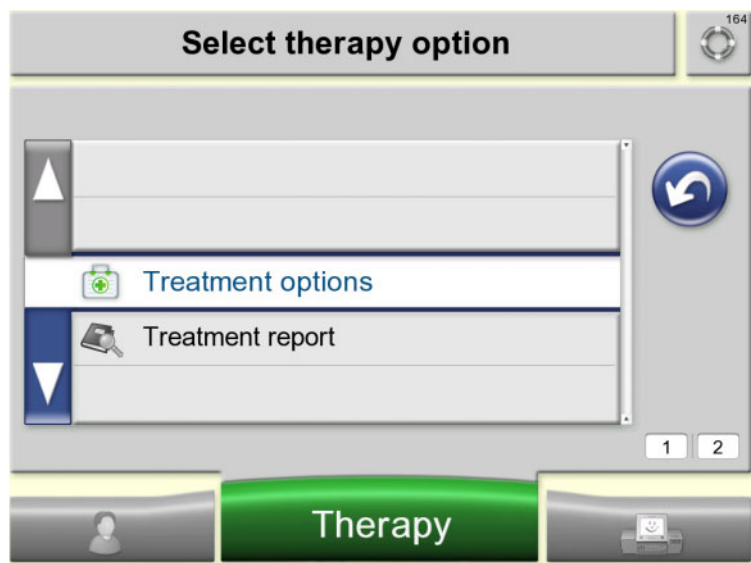 Select therapy option
164
Treatment options
Treatment report
1 2
Therapy